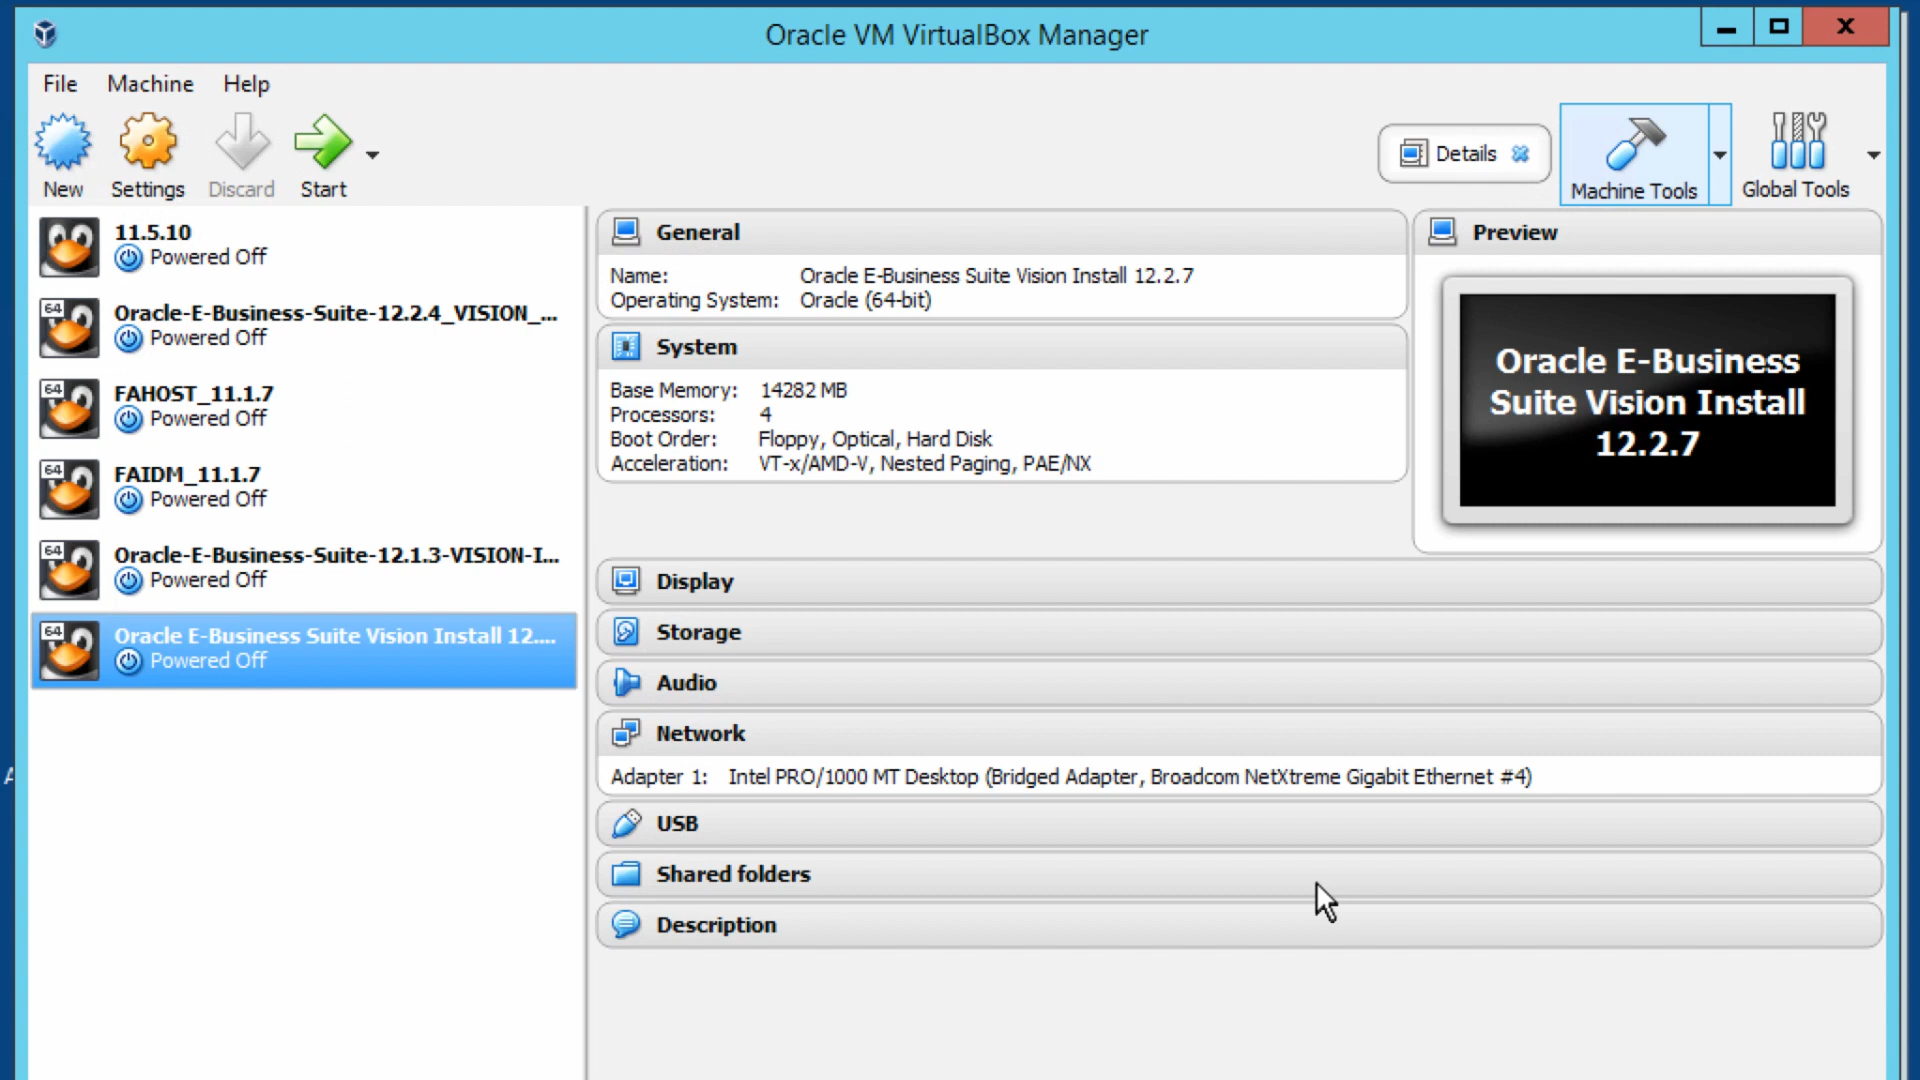 Oracle VM VirtualBox Manager
File Machine Help
New Settings Discard Start
Details
Machine Tools
Global Tools
11.5.10
Powered Off
64
Oracle-E-Business-Suite-12.2.4_VISION_...
Powered Off
64
FAHOST_11.1.7
Powered Off
64
FAIDM_11.1.7
Powered Off
64
Oracle-E-Business-Suite-12.1.3-VISION-I...
Powered Off
64
Oracle E-Business Suite Vision Install 12....
Powered Off
General
Name: Oracle E-Business Suite Vision Install 12.2.7
Operating System: Oracle (64-bit)
System
Base Memory: 14282 MB
Processors: 4
Boot Order: Floppy, Optical, Hard Disk
Acceleration: VT-x/AMD-V, Nested Paging, PAE/NX
Preview
Oracle E-Business
Suite Vision Install
12.2.7
Display
Storage
Audio
Network
Adapter 1: Intel PRO/1000 MT Desktop (Bridged Adapter, Broadcom NetXtreme Gigabit Ethernet #4)
USB
Shared folders
Description